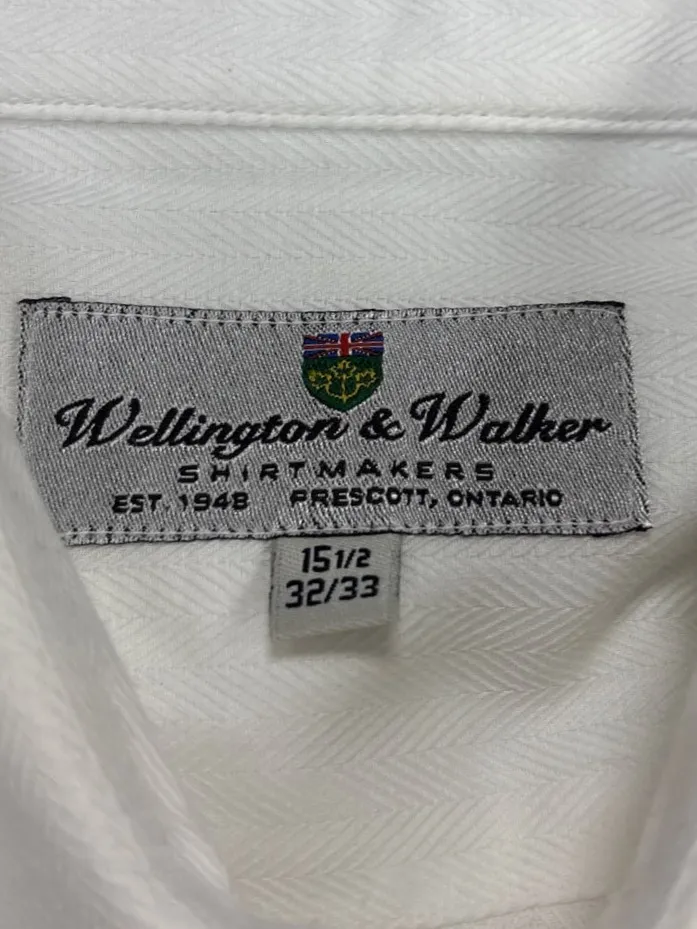 Wellington & Walker
SHIRTMAKERS
EST. 1948 PRESCOTT, ONTARIO
15 1/2
32/33